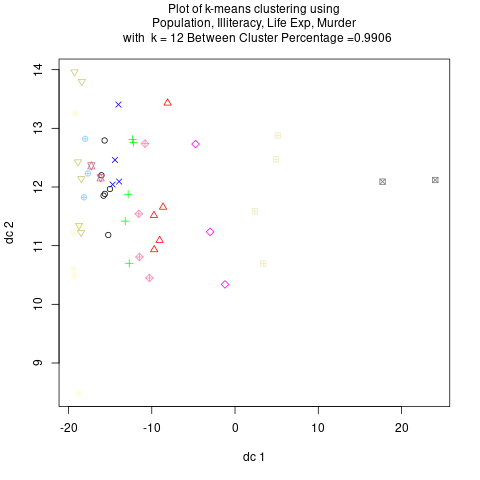 Plot of k-means clustering using
Population, Illiteracy, Life Exp, Murder
with k = 12 Between Cluster Percentage =0.9906
14
13
12
11
10
9
dc 2
-20
-10
0
10
20
dc 1